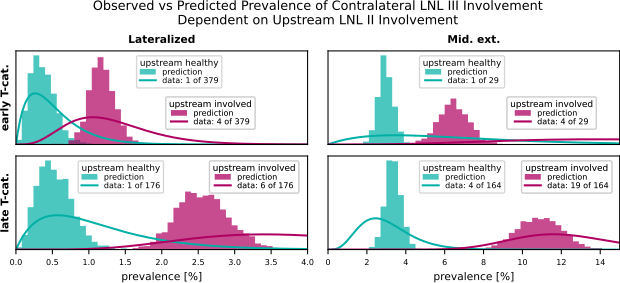 Observed vs Predicted Prevalence of Contralateral LNL III Involvement
Dependent on Upstream LNL II Involvement
Lateralized
Mid. ext.
early T-cat.
upstream healthy
prediction
data: 1 of 379
upstream involved
prediction
data: 4 of 379
upstream healthy
prediction
data: 1 of 29
upstream involved
prediction
data: 4 of 29
late T-cat.
upstream healthy
prediction
data: 1 of 176
upstream involved
prediction
data: 6 of 176
upstream healthy
prediction
data: 4 of 164
upstream involved
prediction
data: 19 of 164
0.0 0.5 1.0 1.5 2.0 2.5 3.0 3.5 4.0
0 2 4 6 8 10 12 14
prevalence [%]
prevalence [%]